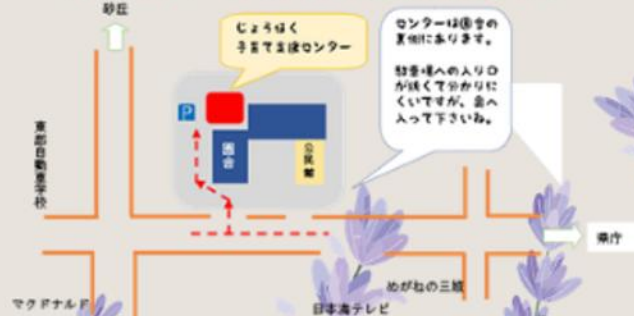 砂丘
じょうほく
子育て支援センター
センターは園舎の
裏側にあります。
駐車場への入り口
が狭くて分かりに
くいですが、奥へ
入って下さいね。
P
園舎
公民館
東部自動車学校
県庁
めがねの三城
マクドナルド
日本海テレビ